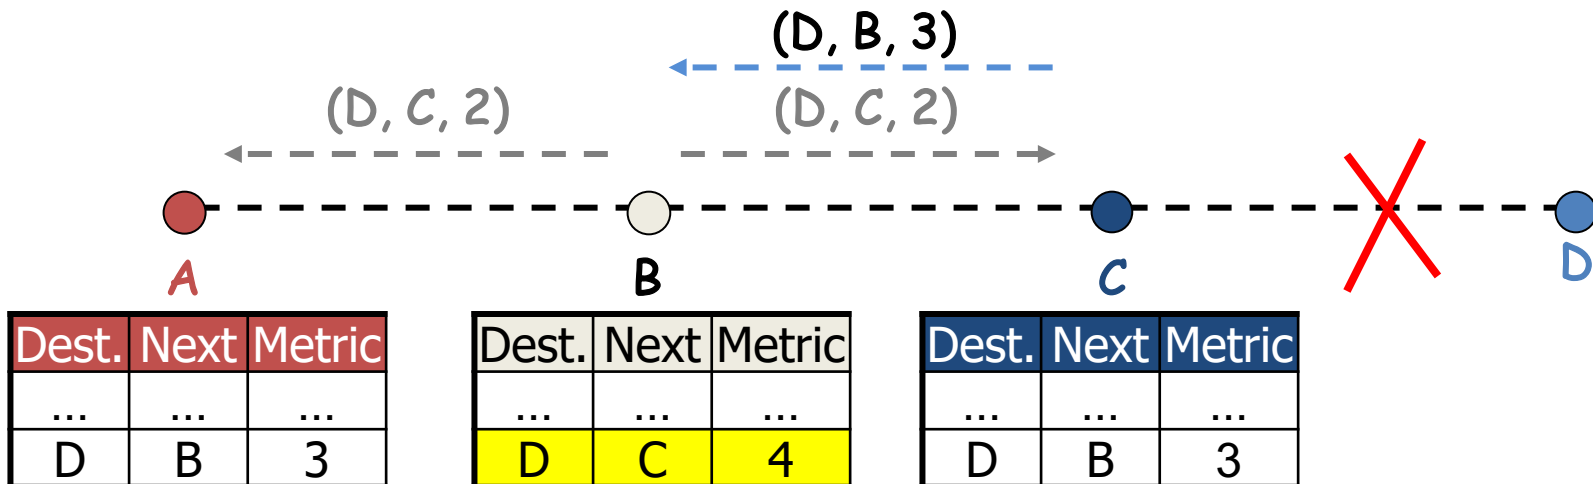 (D, B, 3)
(D, C, 2) (D, C, 2)
A B C D
Dest. Next Metric Dest. Next Metric Dest. Next Metric
... ... ... ... ... ... ... ... ...
D B 3 D C 4 D B 3